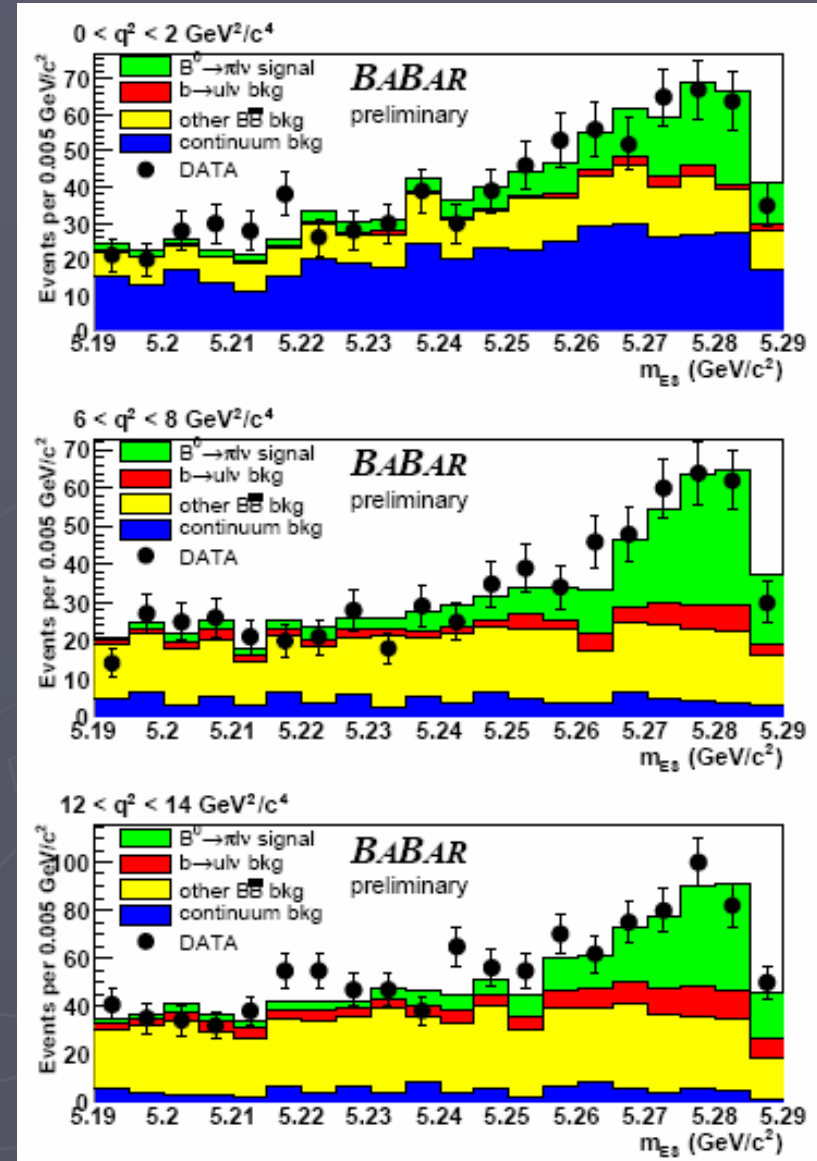 0 < q² < 2 GeV²/c⁴
Events per 0.005 GeV/c²
70
60
50
40
30
20
10
0
B⁰→πlν signal
b→ulν bkg
other BB̄ bkg
continuum bkg
DATA
BABAR
preliminary
5.19 5.2 5.21 5.22 5.23 5.24 5.25 5.26 5.27 5.28 5.29
m_ES (GeV/c²)
6 < q² < 8 GeV²/c⁴
Events per 0.005 GeV/c²
70
60
50
40
30
20
10
0
B⁰→πlν signal
b→ulν bkg
other BB̄ bkg
continuum bkg
DATA
BABAR
preliminary
5.19 5.2 5.21 5.22 5.23 5.24 5.25 5.26 5.27 5.28 5.29
m_ES (GeV/c²)
12 < q² < 14 GeV²/c⁴
Events per 0.005 GeV/c²
100
80
60
40
20
0
B⁰→πlν signal
b→ulν bkg
other BB̄ bkg
continuum bkg
DATA
BABAR
preliminary
5.19 5.2 5.21 5.22 5.23 5.24 5.25 5.26 5.27 5.28 5.29
m_ES (GeV/c²)